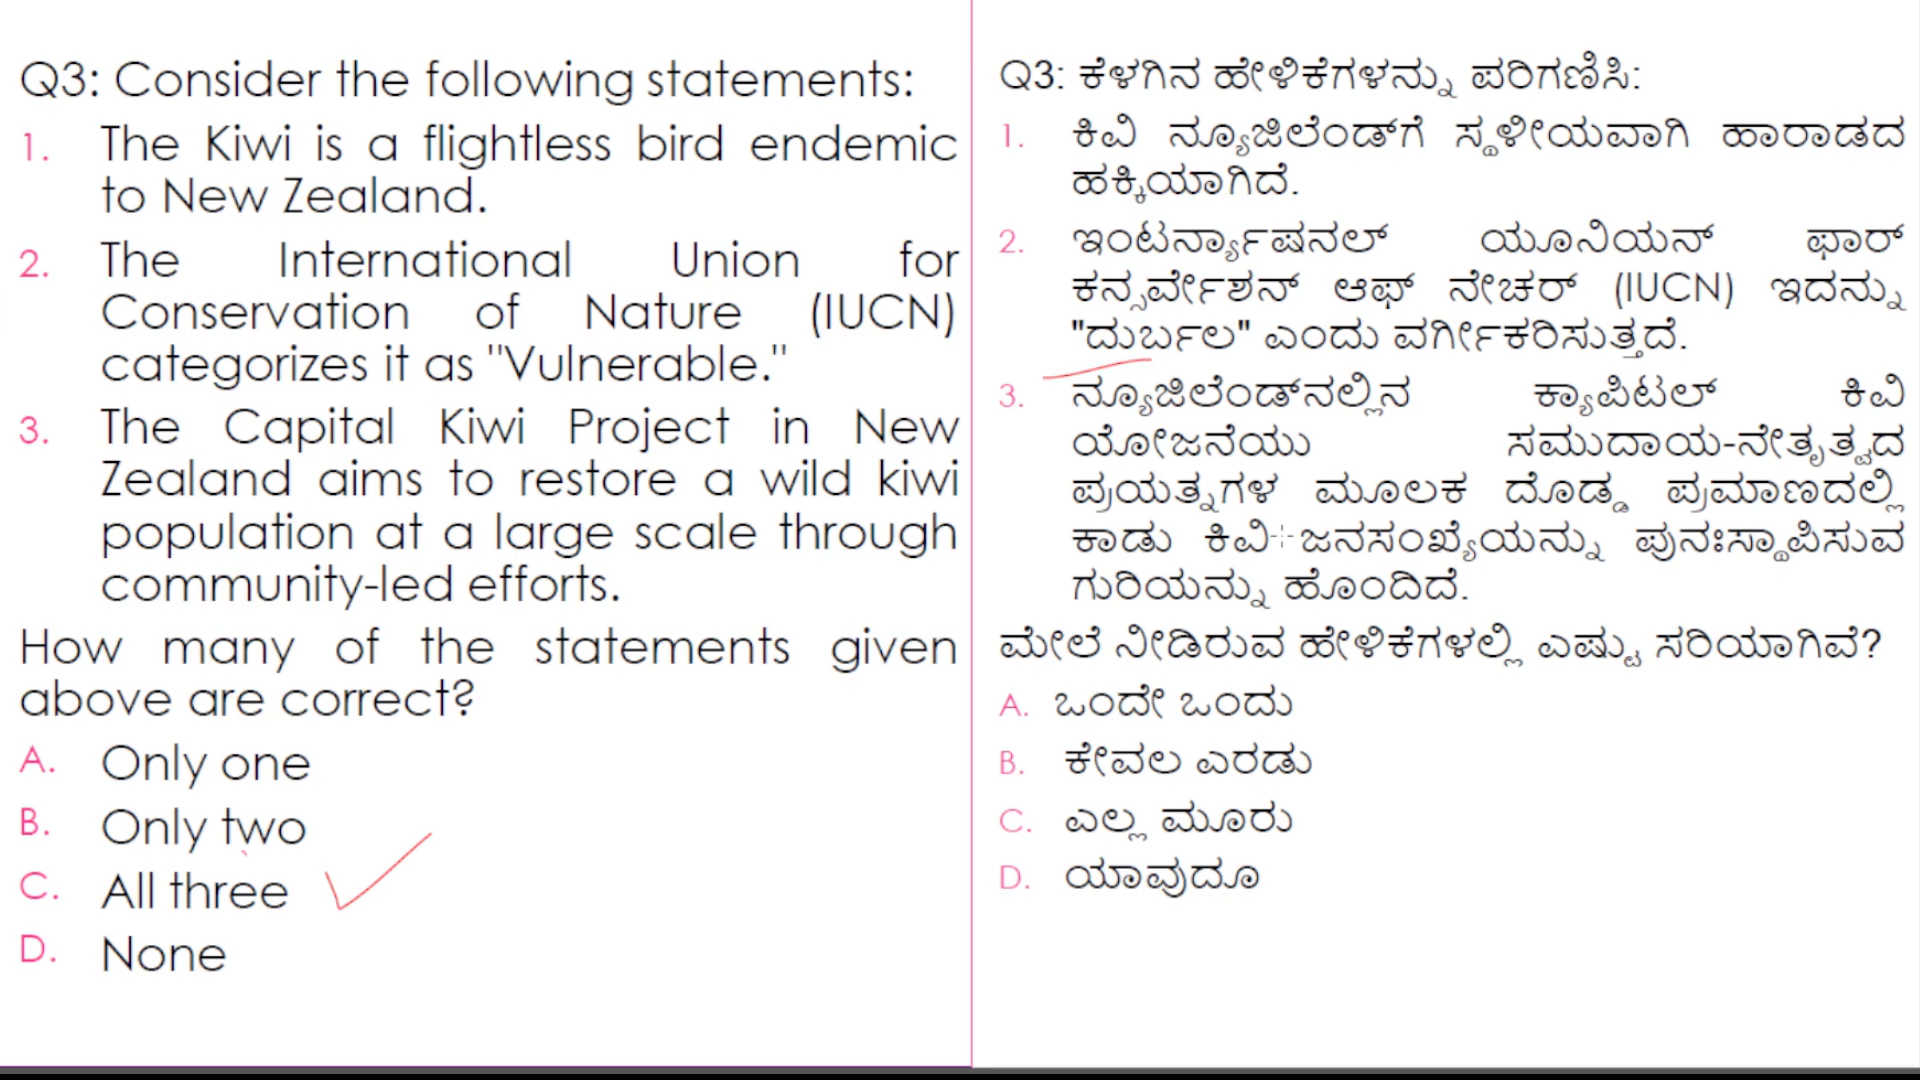 Q3: Consider the following statements:
1. The Kiwi is a flightless bird endemic
to New Zealand.
2. The International Union for
Conservation of Nature (IUCN)
categorizes it as "Vulnerable."
3. The Capital Kiwi Project in New
Zealand aims to restore a wild kiwi
population at a large scale through
community-led efforts.
How many of the statements given
above are correct?
A. Only one
B. Only two
C. All three
D. None
Q3: ಕೆಳಗಿನ ಹೇಳಿಕೆಗಳನ್ನು ಪರಿಗಣಿಸಿ:
1. ಕಿವಿ ನ್ಯೂಜಿಲೆಂಡ್‌ಗೆ ಸ್ಥಳೀಯವಾಗಿ ಹಾರಾಡದ
ಹಕ್ಕಿಯಾಗಿದೆ.
2. ಇಂಟರ್ನ್ಯಾಷನಲ್ ಯೂನಿಯನ್ ಫಾರ್
ಕನ್ಸರ್ವೇಶನ್ ಆಫ್ ನೇಚರ್ (IUCN) ಇದನ್ನು
"ದುರ್ಬಲ" ಎಂದು ವರ್ಗೀಕರಿಸುತ್ತದೆ.
3. ನ್ಯೂಜಿಲೆಂಡ್‌ನಲ್ಲಿನ ಕ್ಯಾಪಿಟಲ್ ಕಿವಿ
ಯೋಜನೆಯು ಸಮುದಾಯ-ನೇತೃತ್ವದ
ಪ್ರಯತ್ನಗಳ ಮೂಲಕ ದೊಡ್ಡ ಪ್ರಮಾಣದಲ್ಲಿ
ಕಾಡು ಕಿವಿ ಜನಸಂಖ್ಯೆಯನ್ನು ಪುನಃಸ್ಥಾಪಿಸುವ
ಗುರಿಯನ್ನು ಹೊಂದಿದೆ.
ಮೇಲೆ ನೀಡಿರುವ ಹೇಳಿಕೆಗಳಲ್ಲಿ ಎಷ್ಟು ಸರಿಯಾಗಿವೆ?
A. ಒಂದೇ ಒಂದು
B. ಕೇವಲ ಎರಡು
C. ಎಲ್ಲ ಮೂರು
D. ಯಾವುದೂ